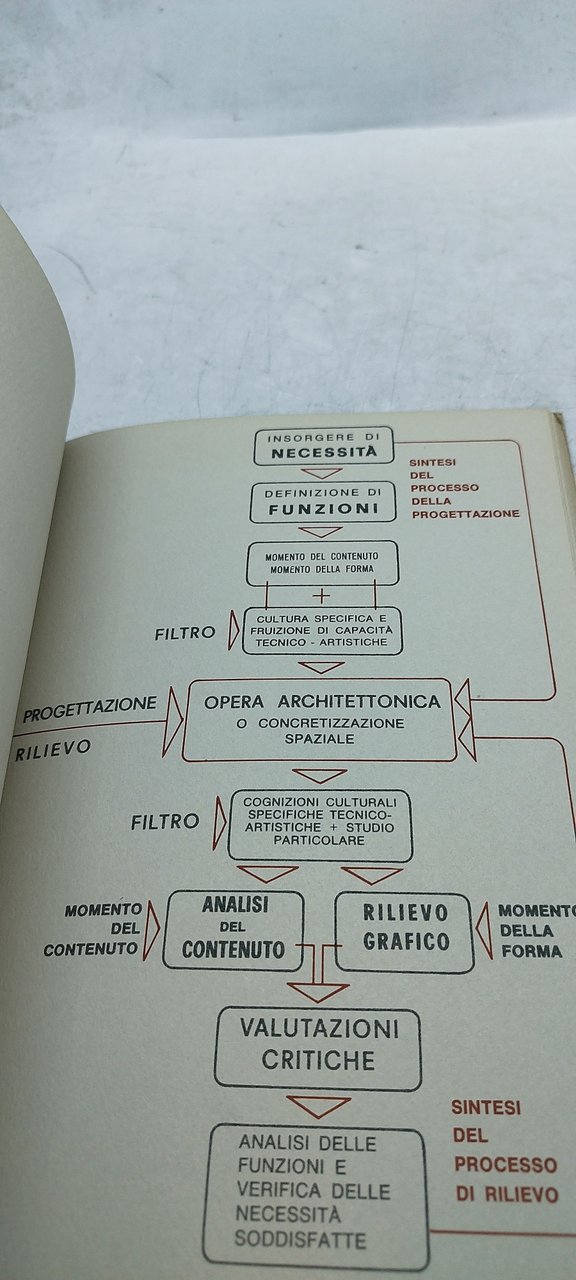 INSORGERE DI
NECESSITÀ
SINTESI
DEL
PROCESSO
DELLA
PROGETTAZIONE
DEFINIZIONE DI
FUNZIONI
MOMENTO DEL CONTENUTO
MOMENTO DELLA FORMA
+
FILTRO
CULTURA SPECIFICA E
FRUIZIONE DI CAPACITÀ
TECNICO - ARTISTICHE
PROGETTAZIONE
RILIEVO
OPERA ARCHITETTONICA
O CONCRETIZZAZIONE
SPAZIALE
FILTRO
COGNIZIONI CULTURALI
SPECIFICHE TECNICO-
ARTISTICHE + STUDIO
PARTICOLARE
MOMENTO
DEL
CONTENUTO
ANALISI
DEL
CONTENUTO
RILIEVO
GRAFICO
MOMENTO
DELLA
FORMA
VALUTAZIONI
CRITICHE
ANALISI DELLE
FUNZIONI E
VERIFICA DELLE
NECESSITÀ
SODDISFATTE
SINTESI
DEL
PROCESSO
DI RILIEVO